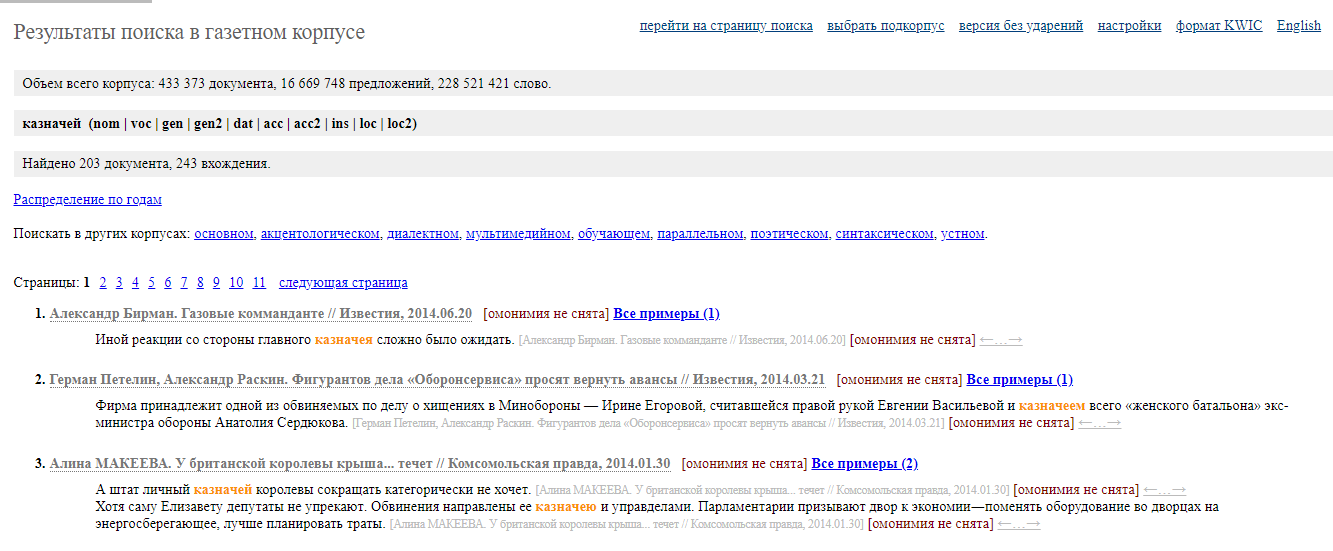 Результаты поиска в газетном корпусе
перейти на страницу поиска выбрать подкорпус версия без ударений настройки формат KWIC English
Объем всего корпуса: 433 373 документа, 16 669 748 предложений, 228 521 421 слово.
казначей (nom | voc | gen | gen2 | dat | acc | acc2 | ins | loc | loc2)
Найдено 203 документа, 243 вхождения.
Распределение по годам
Поискать в других корпусах: основном, акцентологическом, диалектном, мультимедийном, обучающем, параллельном, поэтическом, синтаксическом, устном.
Страницы: 1 2 3 4 5 6 7 8 9 10 11 следующая страница
1. Александр Бирман. Газовые комманданте // Известия, 2014.06.20 [омонимия не снята] Все примеры (1)
Иной реакции со стороны главного казначея сложно было ожидать. [Александр Бирман. Газовые комманданте // Известия, 2014.06.20] [омонимия не снята] ←…→
2. Герман Петелин, Александр Раскин. Фигурантов дела «Оборонсервиса» просят вернуть авансы // Известия, 2014.03.21 [омонимия не снята] Все примеры (1)
Фирма принадлежит одной из обвиняемых по делу о хищениях в Минобороны — Ирине Егоровой, считавшейся правой рукой Евгении Васильевой и казначеем всего «женского батальона» экс-
министра обороны Анатолия Сердюкова. [Герман Петелин, Александр Раскин. Фигурантов дела «Оборонсервиса» просят вернуть авансы // Известия, 2014.03.21] [омонимия не снята] ←…→
3. Алина МАКЕЕВА. У британской королевы крыша... течет // Комсомольская правда, 2014.01.30 [омонимия не снята] Все примеры (2)
А штат личный казначей королевы сокращать категорически не хочет. [Алина МАКЕЕВА. У британской королевы крыша... течет // Комсомольская правда, 2014.01.30] [омонимия не снята] ←…→
Хотя саму Елизавету депутаты не упрекают. Обвинения направлены ее казначею и управделами. Парламентарии призывают двор к экономии―поменять оборудование во дворцах на
энергосберегающее, лучше планировать траты. [Алина МАКЕЕВА. У британской королевы крыша... течет // Комсомольская правда, 2014.01.30] [омонимия не снята] ←…→